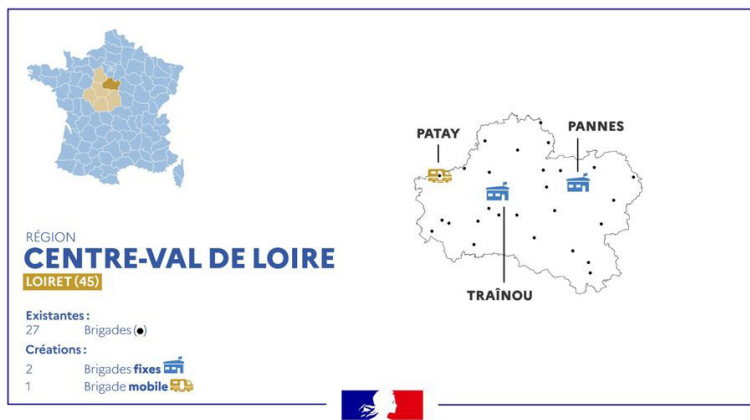 PATAY
PANNES
TRAÎNOU
RÉGION
CENTRE-VAL DE LOIRE
LOIRET (45)
Existantes :
27 Brigades (●)
Créations :
2 Brigades fixes
1 Brigade mobile